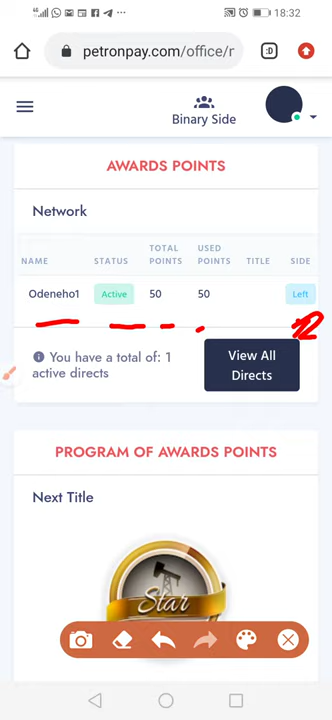 18:32
petronpay.com/office/r
:D
Binary Side
AWARDS POINTS
Network
NAME STATUS TOTAL POINTS USED POINTS TITLE SIDE
Odeneho1 Active 50 50 Left
You have a total of: 1
active directs
View All
Directs
PROGRAM OF AWARDS POINTS
Next Title
Star